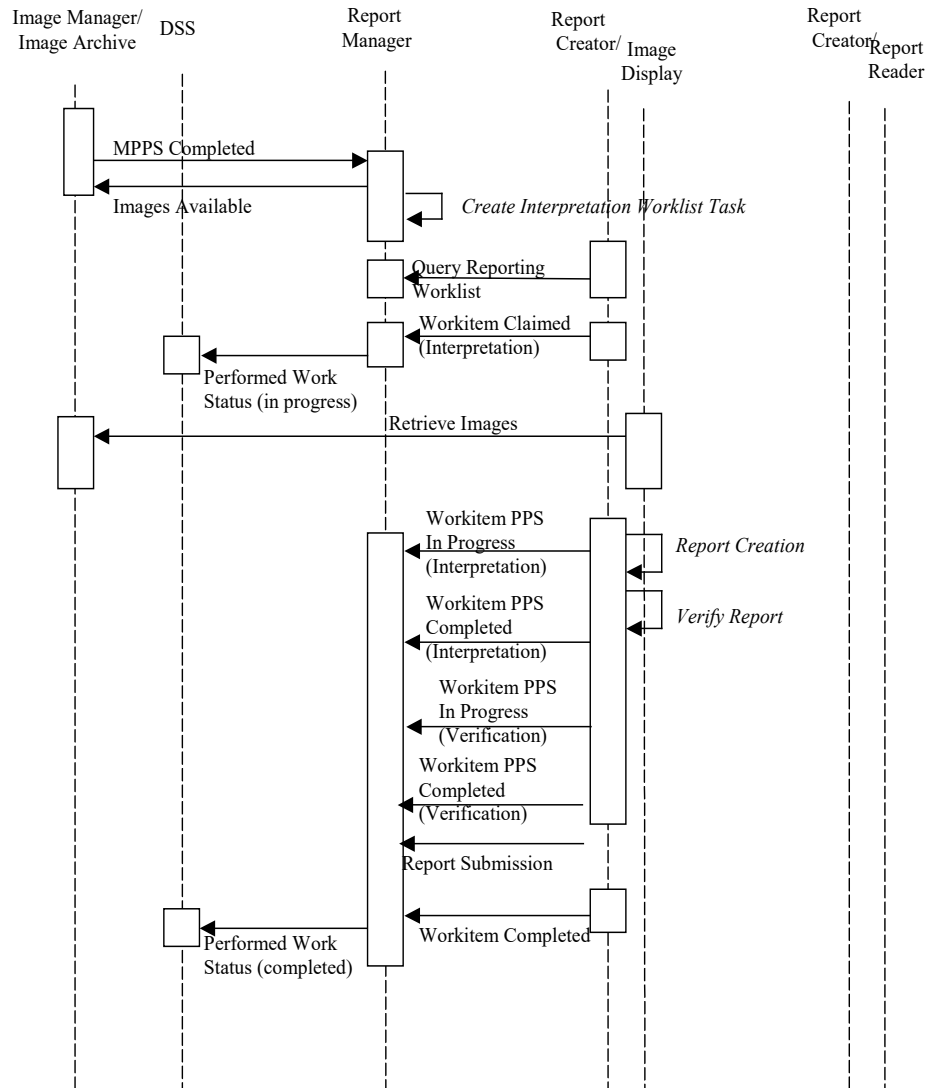 Image Manager/
Image Archive
DSS
Report
Manager
Report
Creator/
Image
Display
Report
Creator/
Report
Reader
MPPS Completed
Images Available
Create Interpretation Worklist Task
Query Reporting
Worklist
Workitem Claimed
(Interpretation)
Performed Work
Status (in progress)
Retrieve Images
Workitem PPS
In Progress
(Interpretation)
Report Creation
Workitem PPS
Completed
(Interpretation)
Verify Report
Workitem PPS
In Progress
(Verification)
Workitem PPS
Completed
(Verification)
Report Submission
Workitem Completed
Performed Work
Status (completed)